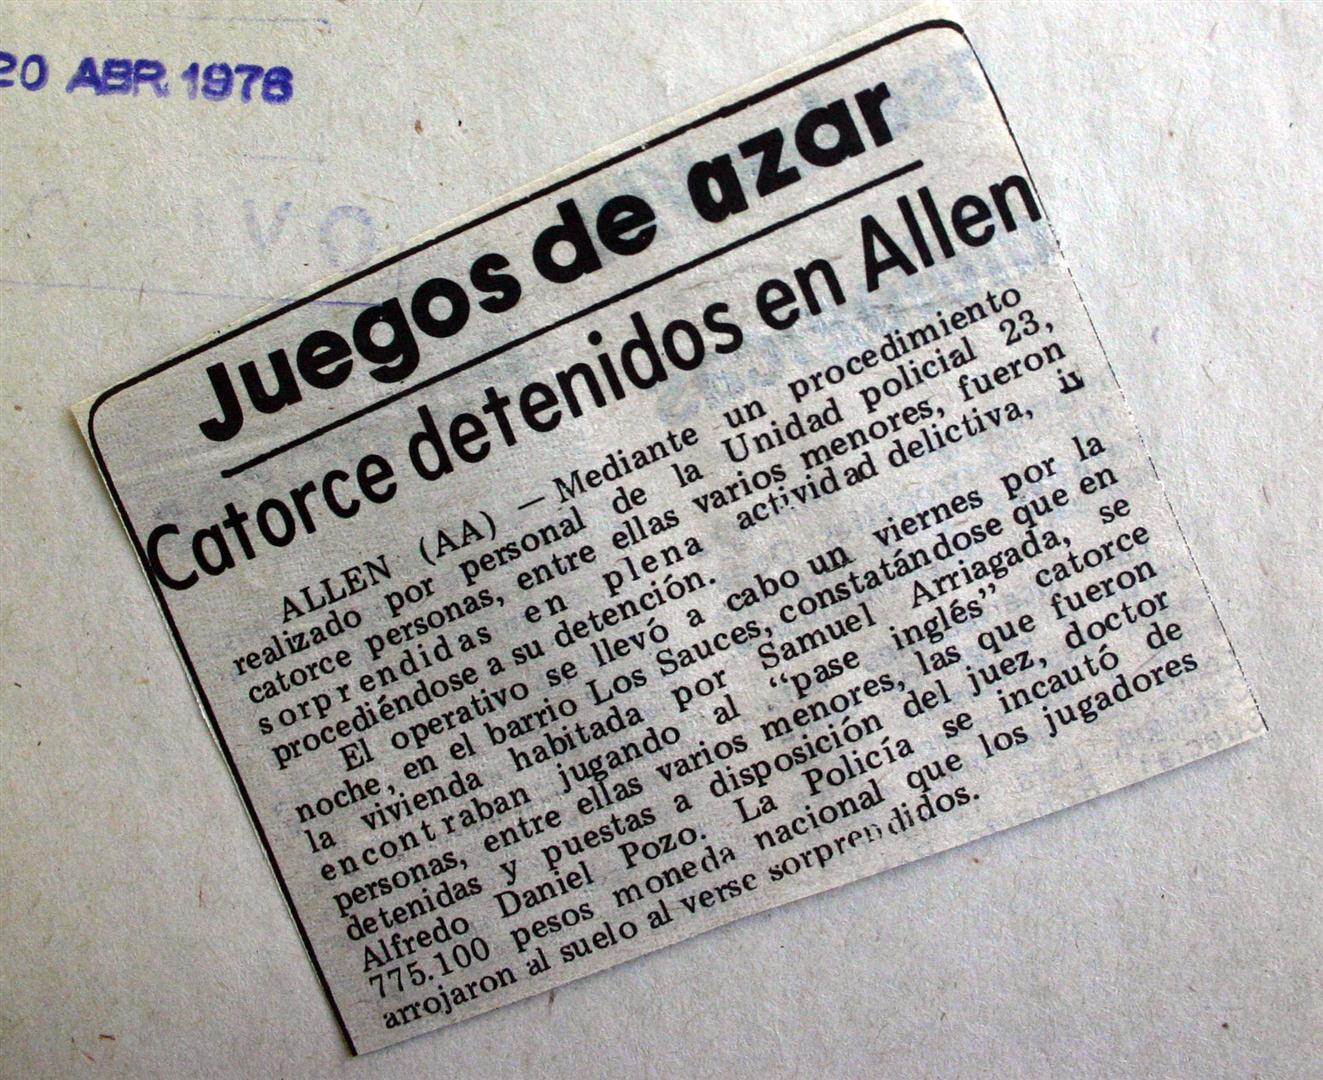 20 ABR. 1976
Juegos de azar
Catorce detenidos en Allen
ALLEN (AA) — Mediante un procedimiento
realizado por personal de la Unidad policial 23,
catorce personas, entre ellas varios menores, fueron
sorprendidas en plena actividad delictiva,
procediéndose a su detención.
El operativo se llevó a cabo un viernes por la
noche, en el barrio Los Sauces, constatándose que en
la vivienda habitada por Samuel Arriagada, se
encontraban jugando al “pase inglés” catorce
personas, entre ellas varios menores, las que fueron
detenidas y puestas a disposición del juez, doctor
Alfredo Daniel Pozo. La Policía se incautó de
775.100 pesos moneda nacional que los jugadores
arrojaron al suelo al verse sorprendidos.